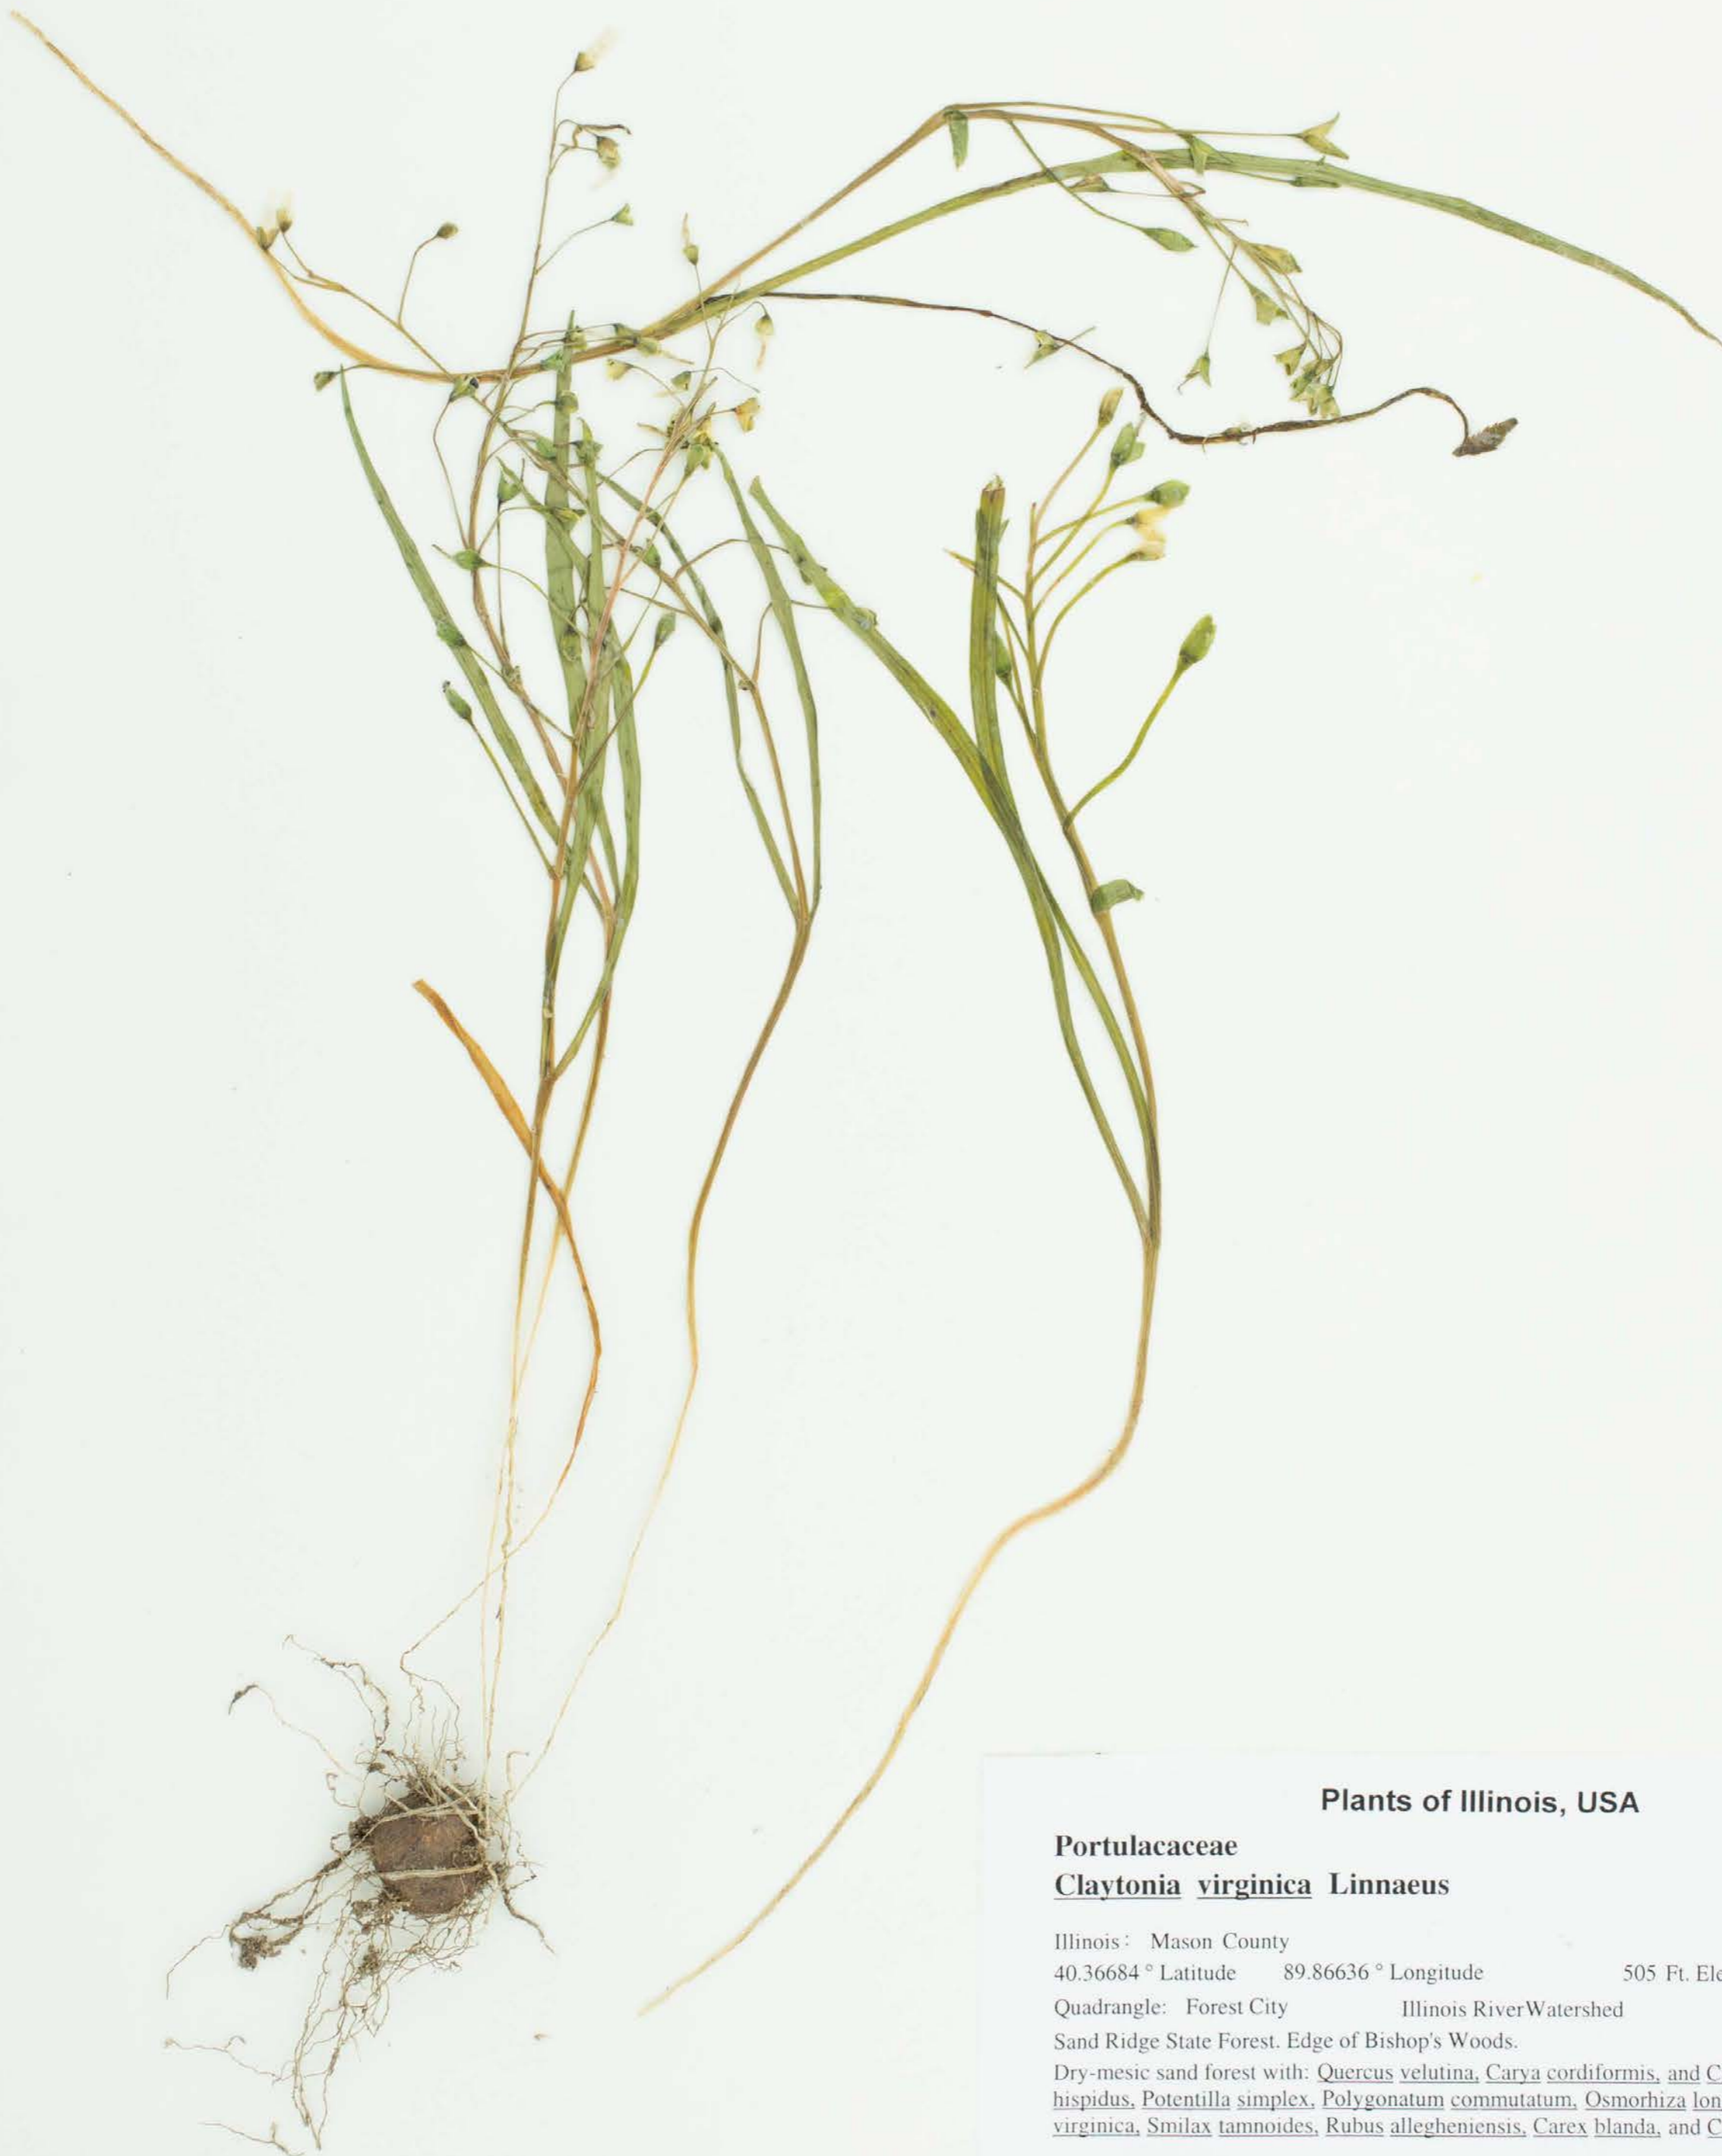 Plants of Illinois, USA
Portulacaceae
Claytonia virginica Linnaeus
Illinois: Mason County
40.36684 ° Latitude 89.86636 ° Longitude 505 Ft. Ele
Quadrangle: Forest City Illinois RiverWatershed
Sand Ridge State Forest. Edge of Bishop's Woods.
Dry-mesic sand forest with: Quercus velutina, Carya cordiformis, and C
hispidus, Potentilla simplex, Polygonatum commutatum, Osmorhiza lon
virginica, Smilax tamnoides, Rubus allegheniensis, Carex blanda, and C